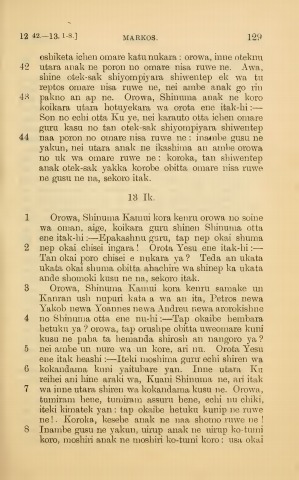 12 42.—13. 1-8.] MARKOS. 129
oshiketa ichen omare katu nukara: orowa, inne oteknu
42 utara anak ne poron no omare nisa ruwe ne. Awa,
shine otek-sak shiyompiyara shiwentep ek wa tu
reptos omare nisa ruwe ne, nei ambe anak go rin
43 pakno an ap ne. Orowa, Shinuma anak ne koro
koikara utara hotuyekara wa orota ene itak-hi:—
Son no echi otta Ku ye, nei karauto otta ichen omare
guru kasu no tan otek-sak shiyompiyara shiwentep
44 naa poron no omare nisa ruwe ne: inambe gusu ne
yakun, nei utara anak ne ikashima an ambe orowa
no uk wa omare ruwe ne: koroka, tan shiwentep
anak otek-sak yakka korobe obitta omare nisa ruwe
ne gusu ne na, sekoro itak.
13 Ik.
1 Orowa, Shinuma Kamui kora kenru orowa no soine
wa oman, aige, koikara guru shinen Shinuma otta
ene itak-hi:—Epakashnu guru, tap nep okai shuma
2 nep okai chisei ingara! Orota Yesu ene itak-hi:—
Tan okai poro chisei e nukara ya? Teda an ukata
ukata okai shuma obitta ahachire wa shinep ka ukata
ande shomoki kusu ne na, sekoro itak.
3 Orowa, Shinuma Kamui kora kenru samake un
Kanran ush nupuri kata a wa an ita, Petros newa
Yakob newa Yoannes newa Andreu newa aromkishne
4 no Shinuma otta ene nu-hi:—Tap okaibe hembara
hetuku ya? orowa, tap orushpe obitta uweomare kuni
kusu ne paha ta hemanda shirosh an nangoro ya?
5 nei ambe un nure wa un kore, ari nu. Orota Yesu
ene itak heashi:—Iteki moshima guru echi shiren wa
6 kokandama kuni yaitubare yan. Inne utara Ku
reihei ani hine araki wa, Kuani Shinuma ne, ari itak
7 wa inne utara shiren wa kokandama kusu ne. Orowa,
tumiram bene, tumiram assuru bene, echi nu chiki,
iteki kimatek yan: tap okaibe hetuku kunip ne ruwe
ne!. Koroka, kesehe anak ne naa shomo ruwe ne!
8 Inambe gusu ne yakun, uirup anak ne uirup ko-tumi
koro, moshiri anak ne moshiri ko-tumi koro: usa okai